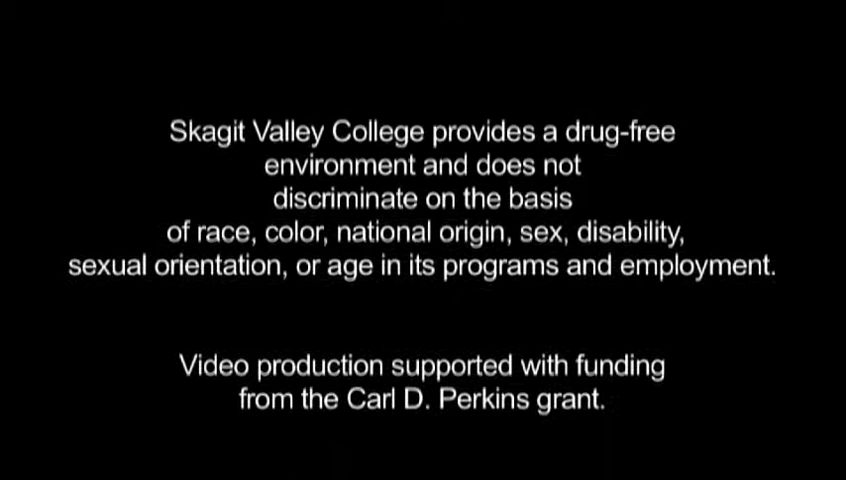 Skagit Valley College provides a drug-free
environment and does not
discriminate on the basis
of race, color, national origin, sex, disability,
sexual orientation, or age in its programs and employment.
Video production supported with funding
from the Carl D. Perkins grant.